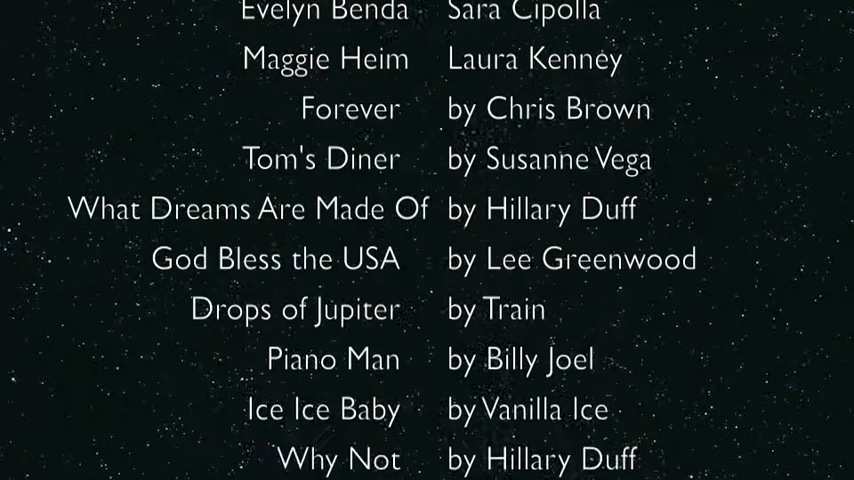 Evelyn Benda Sara Cipolla
Maggie Heim Laura Kenney
Forever by Chris Brown
Tom's Diner by Susanne Vega
What Dreams Are Made Of by Hillary Duff
God Bless the USA by Lee Greenwood
Drops of Jupiter by Train
Piano Man by Billy Joel
Ice Ice Baby by Vanilla Ice
Why Not by Hillary Duff